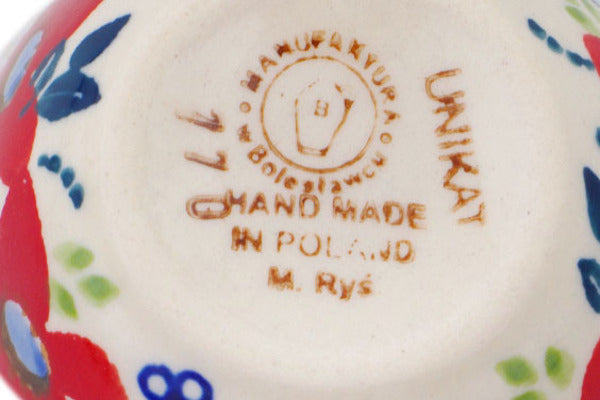 MANUFAKTURA
w Bolesławcu
B
UNIKAT
HAND MADE
IN POLAND
M. Ryś